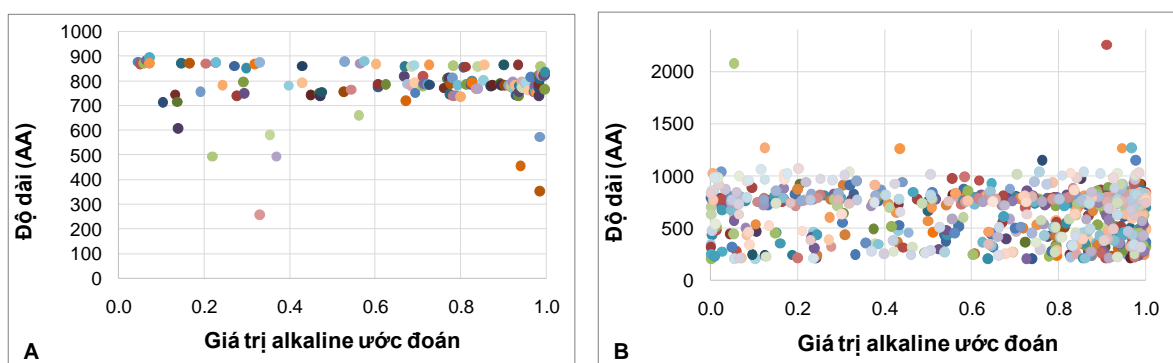 1000
900
800
700
600
500
400
300
200
100
0
0.0 0.2 0.4 0.6 0.8 1.0
Độ dài (AA)
Giá trị alkaline ước đoán
A
2000
1500
1000
500
0
0.0 0.2 0.4 0.6 0.8 1.0
Độ dài (AA)
Giá trị alkaline ước đoán
B